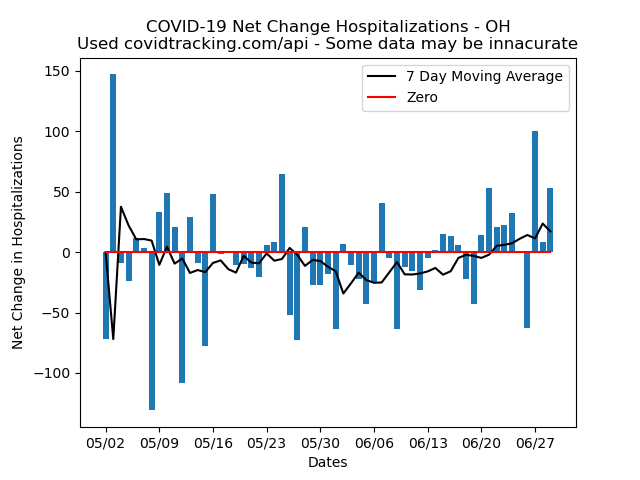 COVID-19 Net Change Hospitalizations - OH
Used covidtracking.com/api - Some data may be innacurate
7 Day Moving Average
Zero
Net Change in Hospitalizations
150
100
50
0
−50
−100
05/02 05/09 05/16 05/23 05/30 06/06 06/13 06/20 06/27
Dates